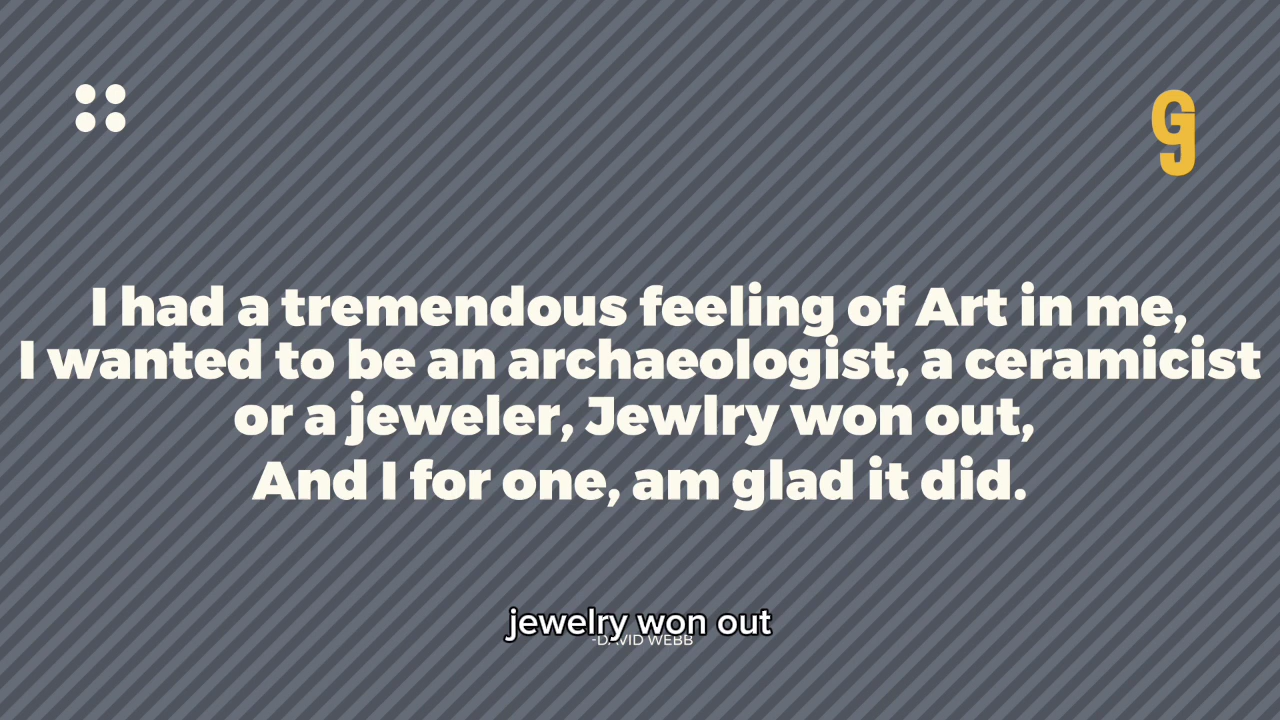 I had a tremendous feeling of Art in me,
I wanted to be an archaeologist, a ceramicist
or a jeweler, Jewlry won out,
And I for one, am glad it did.
jewelry won out
-DAVID WEBB